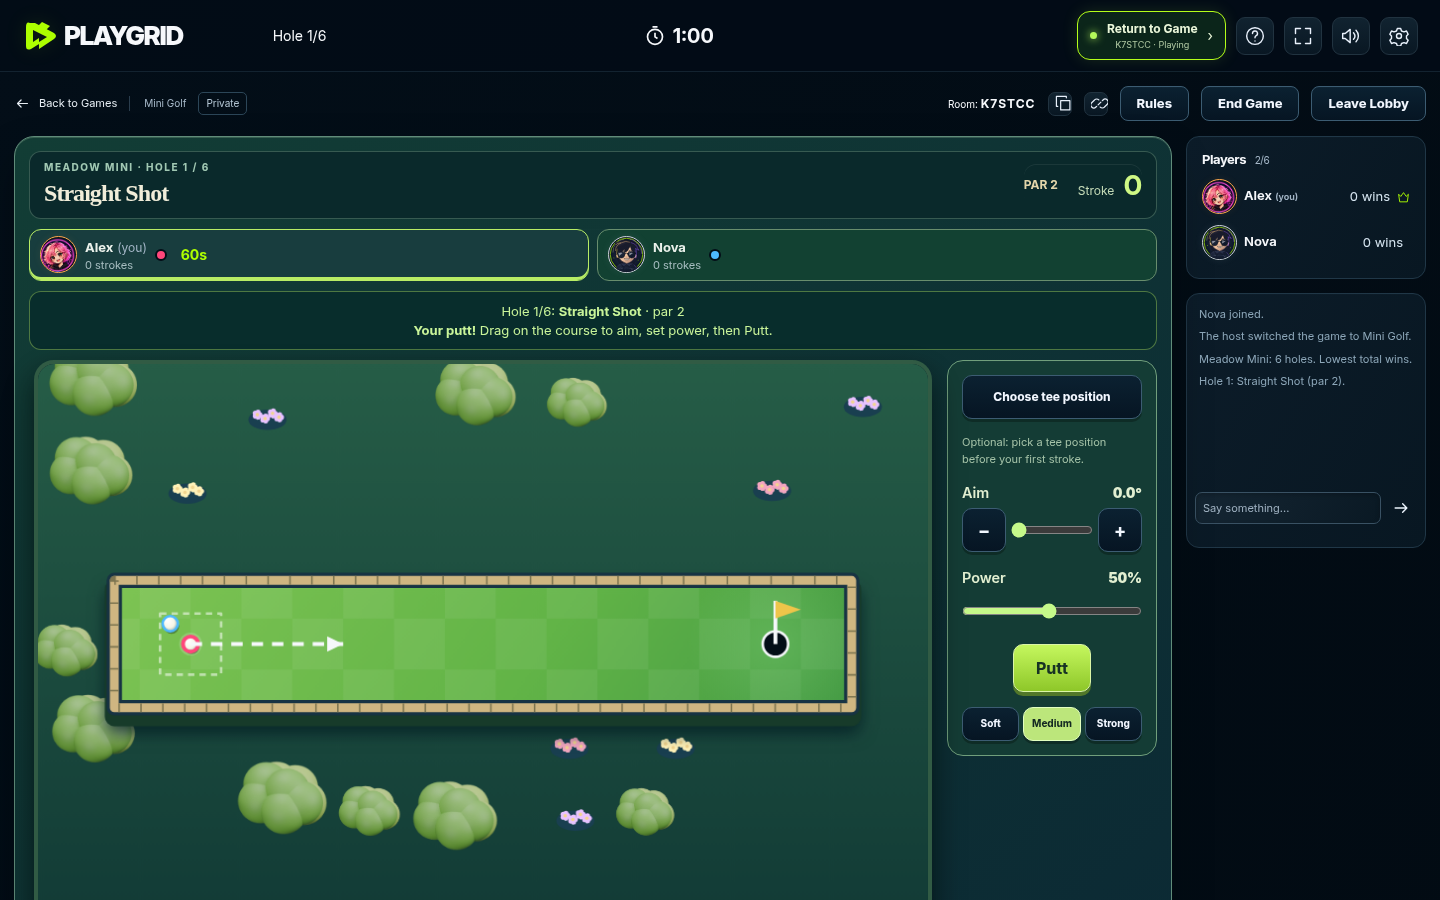 PLAYGRID
Hole 1/6
1:00
Return to Game
K7STCC · Playing
Back to Games
Mini Golf
Private
Room: K7STCC
Rules
End Game
Leave Lobby
MEADOW MINI · HOLE 1 / 6
Straight Shot
PAR 2
Stroke 0
Alex (you)
0 strokes
60s
Nova
0 strokes
Hole 1/6: Straight Shot · par 2
Your putt! Drag on the course to aim, set power, then Putt.
Choose tee position
Optional: pick a tee position
before your first stroke.
Aim 0.0°
−
+
Power 50%
Putt
Soft
Medium
Strong
Players 2/6
Alex (you) 0 wins
Nova 0 wins
Nova joined.
The host switched the game to Mini Golf.
Meadow Mini: 6 holes. Lowest total wins.
Hole 1: Straight Shot (par 2).
Say something...